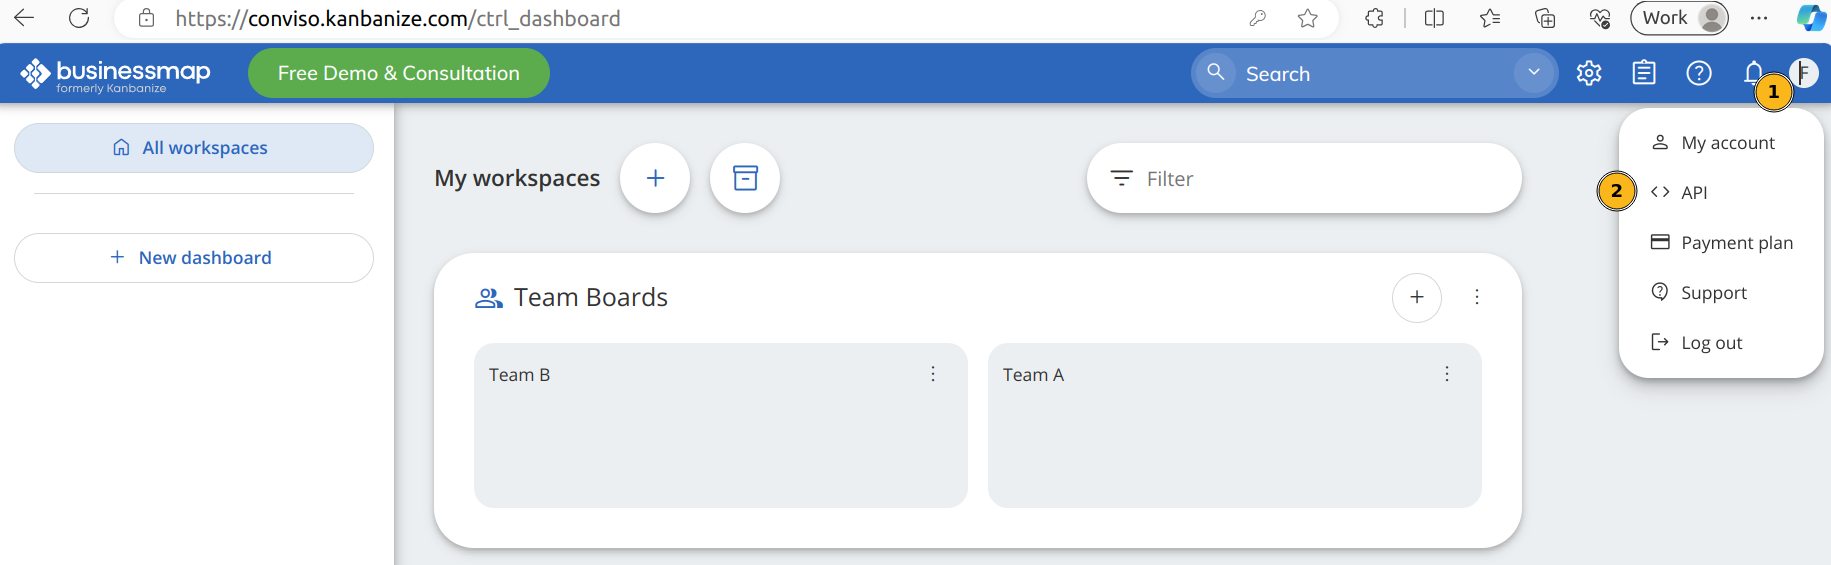 https://conviso.kanbanize.com/ctrl_dashboard
Work
businessmap
formerly Kanbanize
Free Demo & Consultation
Search
F
1
All workspaces
My workspaces
Filter
My account
2
API
New dashboard
Payment plan
Team Boards
Support
Log out
Team B
Team A